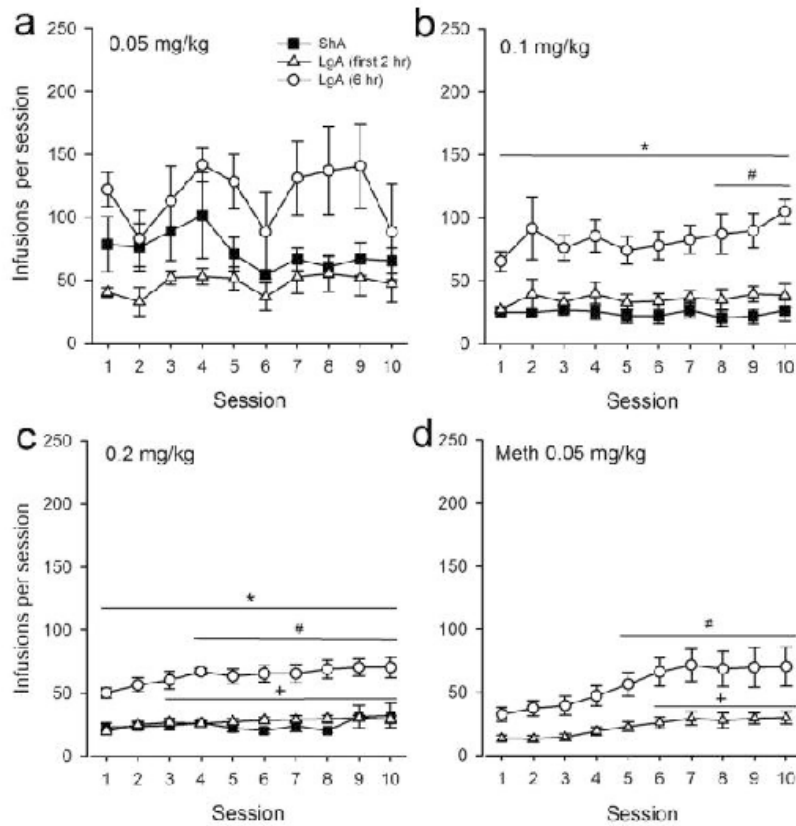 a
0.05 mg/kg
ShA
LgA (first 2 hr)
LgA (6 hr)
Infusions per session
250
200
150
100
50
0
1 2 3 4 5 6 7 8 9 10
Session
b
0.1 mg/kg
250
200
150
100
50
0
*
#
1 2 3 4 5 6 7 8 9 10
Session
c
0.2 mg/kg
Infusions per session
250
200
150
100
50
0
*
#
+
1 2 3 4 5 6 7 8 9 10
Session
d
Meth 0.05 mg/kg
250
200
150
100
50
0
#
+
1 2 3 4 5 6 7 8 9 10
Session